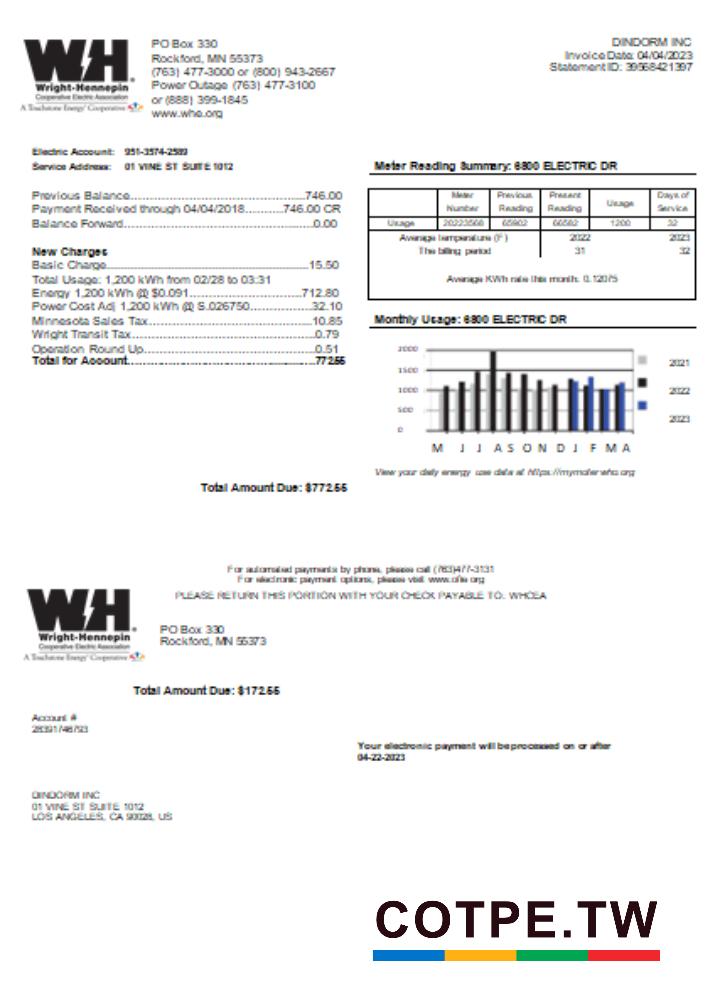 WH
Wright-Hennepin
Cooperative Electric Association
A Touchstone Energy® Cooperative
PO Box 330
Rockford, MN 55373
(763) 477-3000 or (800) 943-2667
Power Outage (763) 477-3100
or (888) 399-1845
www.whe.org
DINDORM INC
Invoice Date: 04/04/2023
Statement ID: 39568421397
Electric Account: 951-3574-2589
Service Address: 01 VINE ST SUITE 1012
Previous Balance...746.00
Payment Received through 04/04/2018...746.00 CR
Balance Forward...0.00
New Charges
Basic Charge...15.50
Total Usage: 1,200 kWh from 02/28 to 03:31
Energy 1,200 kWh @ $0.091...712.80
Power Cost Adj 1,200 kWh @ S.026750...32.10
Minnesota Sales Tax...10.85
Wright Transit Tax...0.79
Operation Round Up...0.51
Total for Account...772.55
Total Amount Due: $772.55
Meter Reading Summary: 6800 ELECTRIC DR
Meter Number Previous Reading Present Reading Usage Days of Service
Usage 20223568 65902 66582 1200 32
Average temperature (F) 2022 2023
The billing period 31 32
Average KWh rate this month: 0.12075
Monthly Usage: 6800 ELECTRIC DR
2000
1500
1000
500
0
M J J A S O N D J F M A
2021
2022
2023
View your daily energy use data at https://mymoter.who.org
For automated payments by phone, please call (763)477-3131
For electronic payment options, please visit www.ofie.org
PLEASE RETURN THIS PORTION WITH YOUR CHECK PAYABLE TO: WHCEA
WH
Wright-Hennepin
Cooperative Electric Association
A Touchstone Energy® Cooperative
PO Box 330
Rockford, MN 55373
Total Amount Due: $172.55
Account #
28391746793
Your electronic payment will be processed on or after
04-22-2023
DINDORM INC
01 VINE ST SUITE 1012
LOS ANGELES, CA 90028, US
COTPE.TW